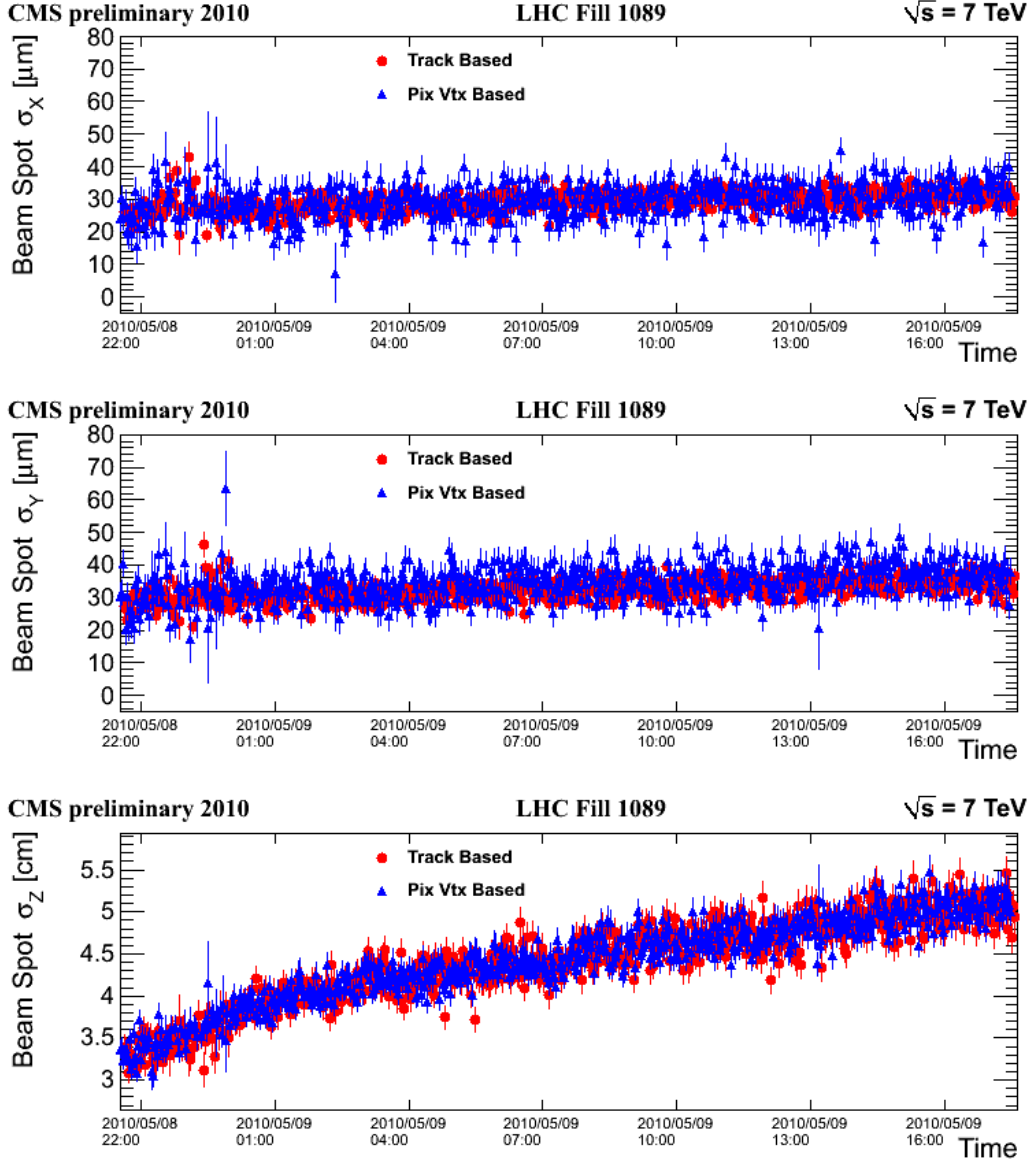 CMS preliminary 2010 LHC Fill 1089 √s = 7 TeV
Beam Spot σX [μm]
80
70
60
50
40
30
20
10
0
Track Based
Pix Vtx Based
2010/05/08 2010/05/09 2010/05/09 2010/05/09 2010/05/09 2010/05/09 2010/05/09
22:00 01:00 04:00 07:00 10:00 13:00 16:00
Time
CMS preliminary 2010 LHC Fill 1089 √s = 7 TeV
Beam Spot σY [μm]
80
70
60
50
40
30
20
10
0
Track Based
Pix Vtx Based
2010/05/08 2010/05/09 2010/05/09 2010/05/09 2010/05/09 2010/05/09 2010/05/09
22:00 01:00 04:00 07:00 10:00 13:00 16:00
Time
CMS preliminary 2010 LHC Fill 1089 √s = 7 TeV
Beam Spot σZ [cm]
5.5
5
4.5
4
3.5
3
Track Based
Pix Vtx Based
2010/05/08 2010/05/09 2010/05/09 2010/05/09 2010/05/09 2010/05/09 2010/05/09
22:00 01:00 04:00 07:00 10:00 13:00 16:00
Time